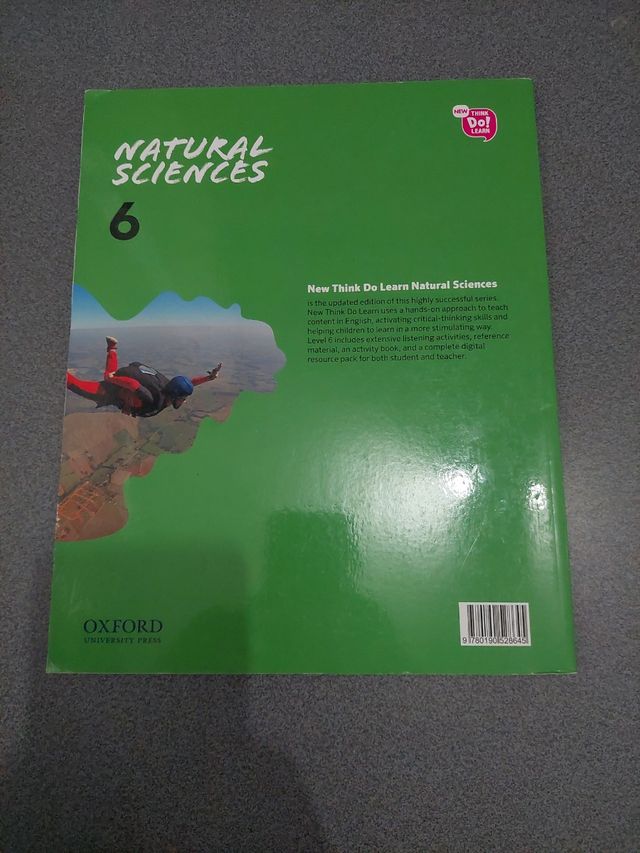 NEW
THINK
Do!
LEARN
NATURAL
SCIENCES
6
New Think Do Learn Natural Sciences
is the updated edition of this highly successful series.
New Think Do Learn uses a hands-on approach to teach
content in English, activating critical-thinking skills and
helping children to learn in a more stimulating way.
Level 6 includes extensive listening activities, reference
material, an activity book, and a complete digital
resource pack for both student and teacher.
OXFORD
UNIVERSITY PRESS
9 780190 528645